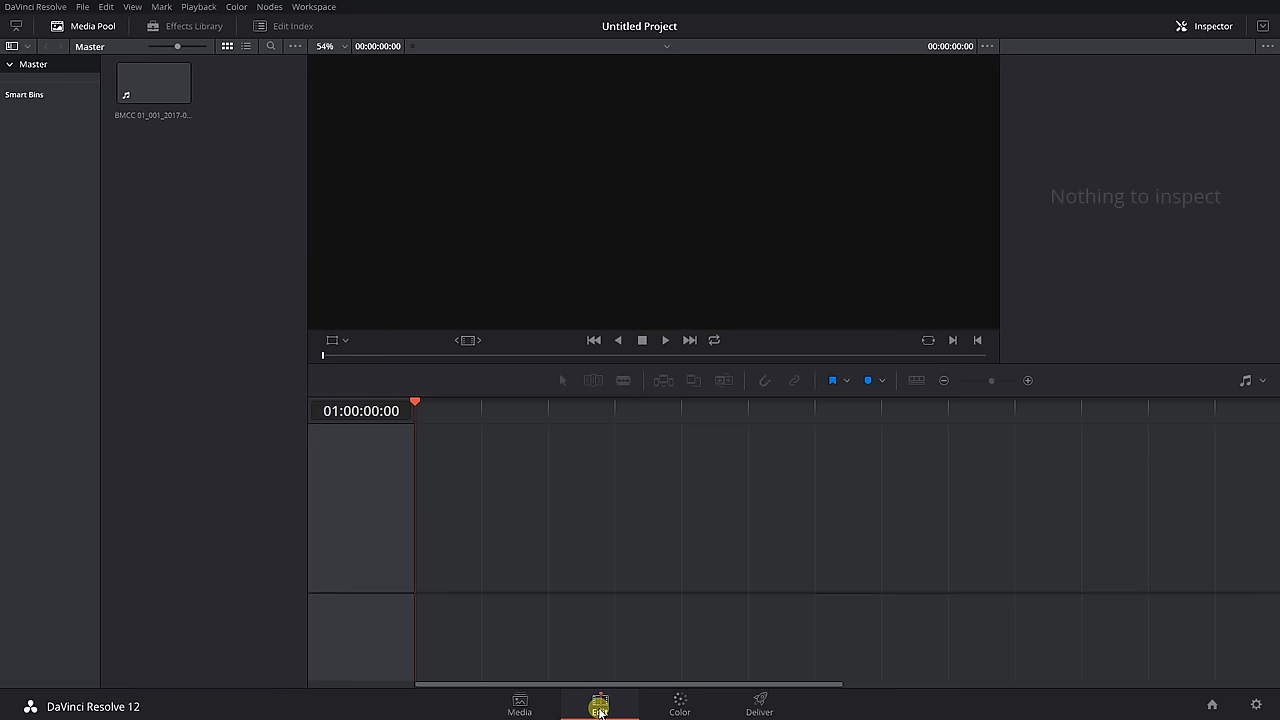 DaVinci Resolve File Edit View Mark Playback Color Nodes Workspace
Media Pool Effects Library Edit Index Untitled Project Inspector
Master 54% 00:00:00:00 00:00:00:00
Master
Smart Bins
BMCC 01_001_2017-0...
Nothing to inspect
01:00:00:00
DaVinci Resolve 12 Media Edit Color Deliver